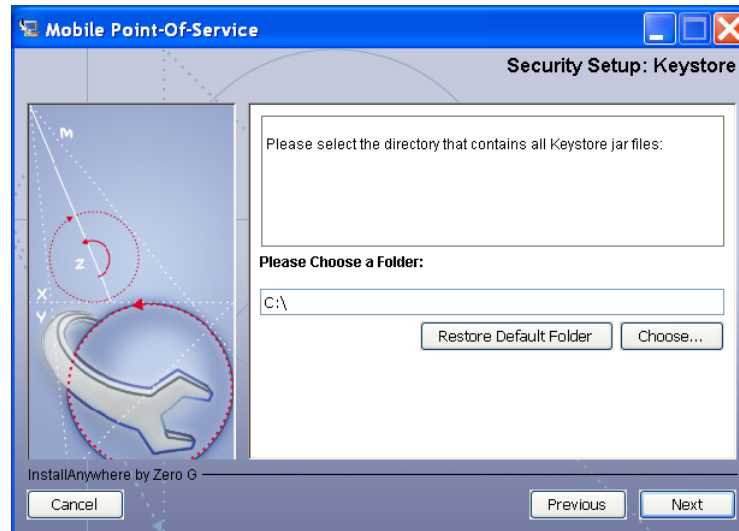 Mobile Point-Of-Service
Security Setup: Keystore
M
Z
X
Y
Please select the directory that contains all Keystore jar files:
Please Choose a Folder:
C:\
Restore Default Folder
Choose...
InstallAnywhere by Zero G
Cancel
Previous
Next